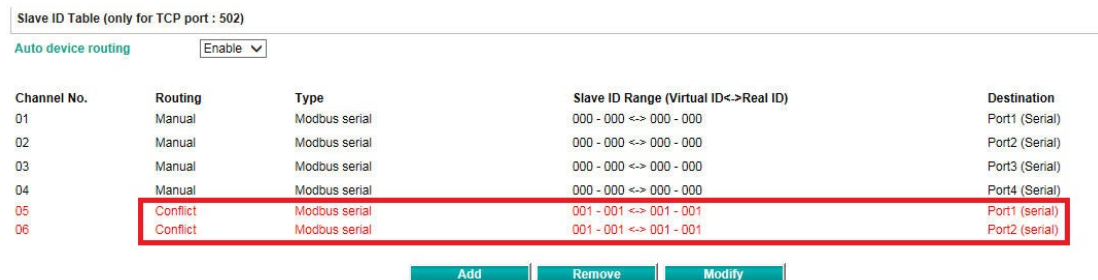 Slave ID Table (only for TCP port : 502)
Auto device routing Enable
Channel No. Routing Type Slave ID Range (Virtual ID<->Real ID) Destination
01 Manual Modbus serial 000 - 000 <-> 000 - 000 Port1 (Serial)
02 Manual Modbus serial 000 - 000 <-> 000 - 000 Port2 (Serial)
03 Manual Modbus serial 000 - 000 <-> 000 - 000 Port3 (Serial)
04 Manual Modbus serial 000 - 000 <-> 000 - 000 Port4 (Serial)
05 Conflict Modbus serial 001 - 001 <-> 001 - 001 Port1 (serial)
06 Conflict Modbus serial 001 - 001 <-> 001 - 001 Port2 (serial)
Add Remove Modify